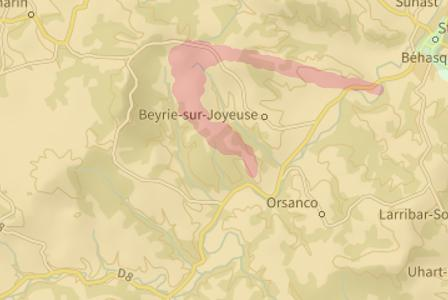 Sunast
Béhasq
Beyrie-sur-Joyeuse
Orsanco
Larribar-So
Uhart-
D8